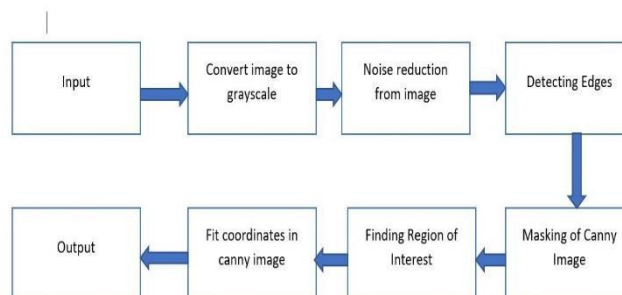 Input
Convert image to
grayscale
Noise reduction
from image
Detecting Edges
Masking of Canny
Image
Finding Region of
Interest
Fit coordinates in
canny image
Output